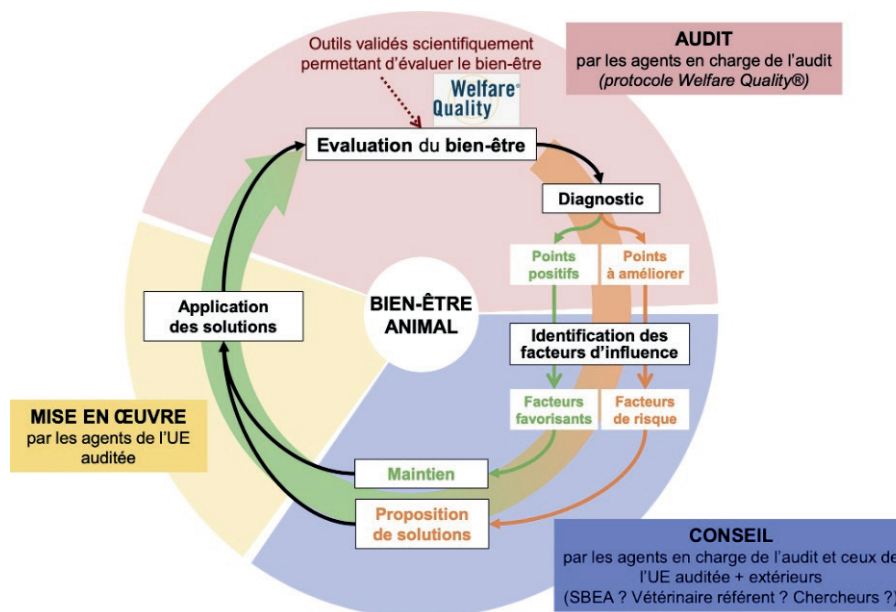 Outils validés scientifiquement
permettant d'évaluer le bien-être
Welfare®
Quality
AUDIT
par les agents en charge de l'audit
(protocole Welfare Quality®)
Evaluation du bien-être
Diagnostic
Points
positifs
Points
à améliorer
Application
des solutions
BIEN-ÊTRE
ANIMAL
Identification des
facteurs d'influence
Facteurs
favorisants
Facteurs
de risque
MISE EN ŒUVRE
par les agents de l'UE
auditée
Maintien
Proposition
de solutions
CONSEIL
par les agents en charge de l'audit et ceux de
l'UE auditée + extérieurs
(SBEA ? Vétérinaire référent ? Chercheurs ?)